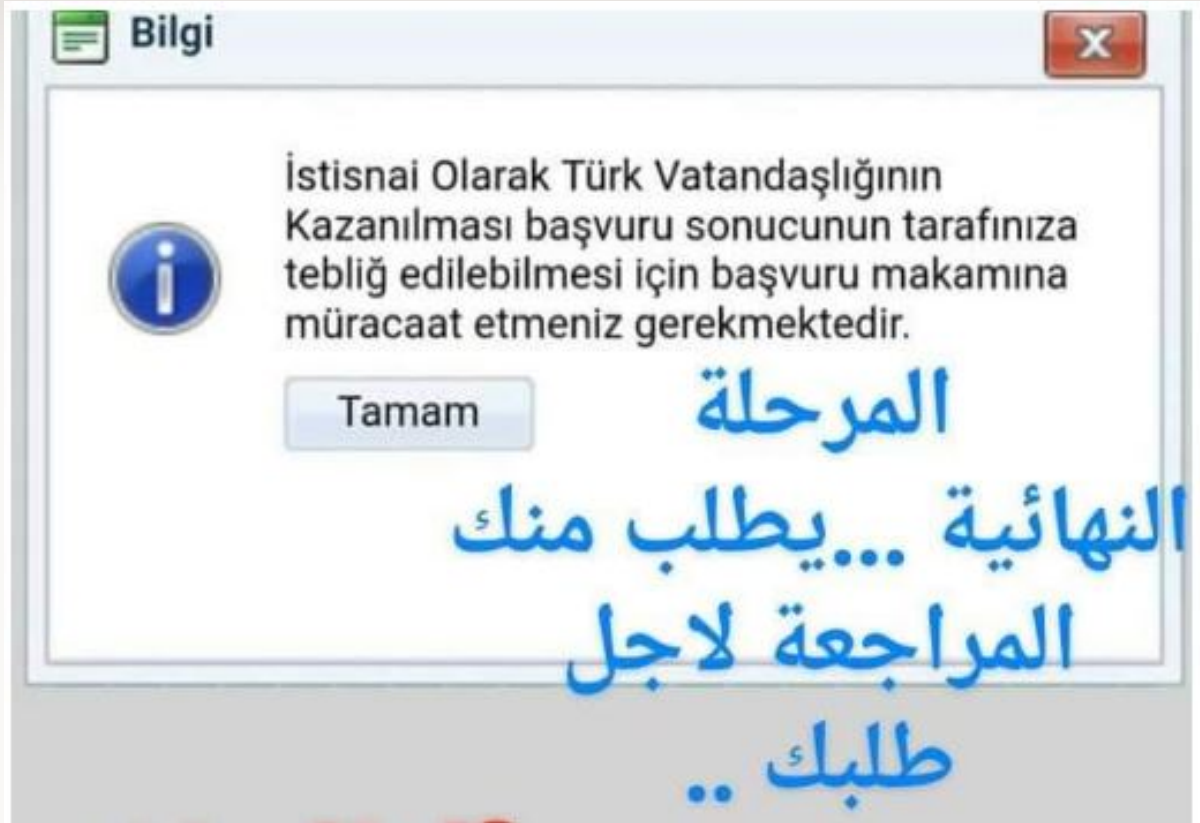 Bilgi
X
İstisnai Olarak Türk Vatandaşlığının
Kazanılması başvuru sonucunun tarafınıza
tebliğ edilebilmesi için başvuru makamına
müracaat etmeniz gerekmektedir.
Tamam
المرحلة
النهائية ...يطلب منك
المراجعة لاجل
طلبك ..